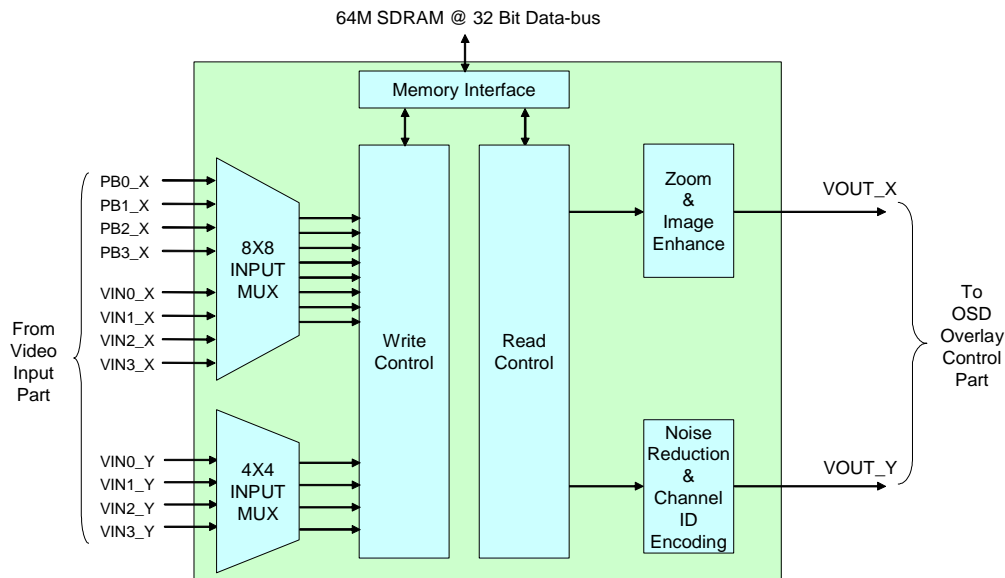 64M SDRAM @ 32 Bit Data-bus
Memory Interface
PB0_X
PB1_X
PB2_X
PB3_X
VIN0_X
VIN1_X
VIN2_X
VIN3_X
8X8
INPUT
MUX
From
Video
Input
Part
VIN0_Y
VIN1_Y
VIN2_Y
VIN3_Y
4X4
INPUT
MUX
Write
Control
Read
Control
Zoom
&
Image
Enhance
VOUT_X
Noise
Reduction
&
Channel
ID
Encoding
VOUT_Y
To
OSD
Overlay
Control
Part